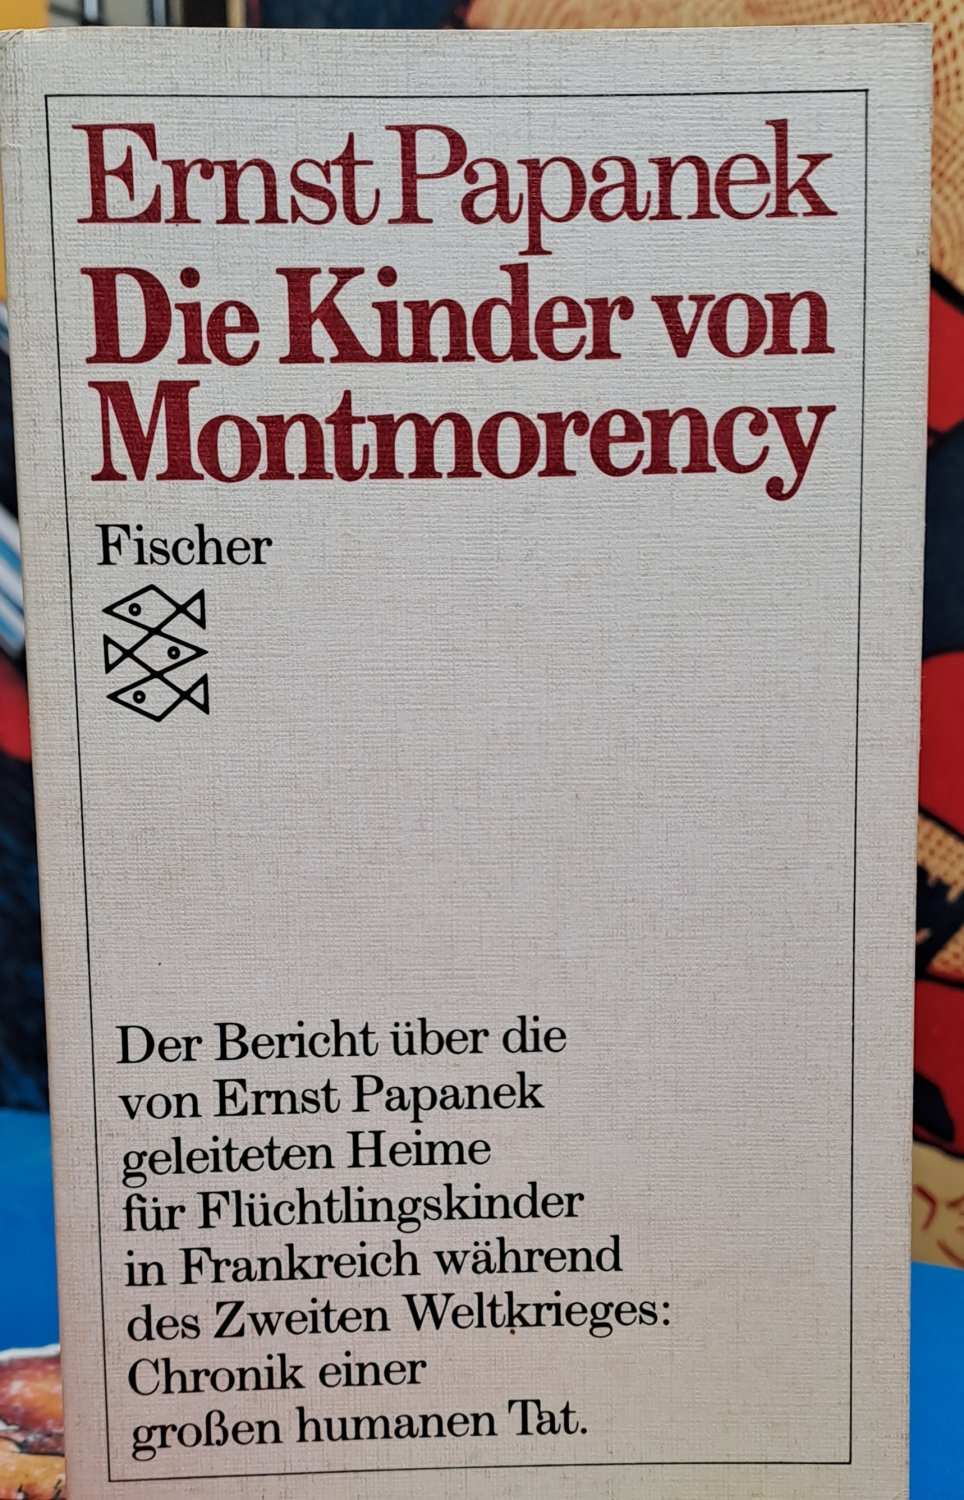 Ernst Papanek
Die Kinder von
Montmorency
Fischer
Der Bericht über die
von Ernst Papanek
geleiteten Heime
für Flüchtlingskinder
in Frankreich während
des Zweiten Weltkrieges:
Chronik einer
großen humanen Tat.